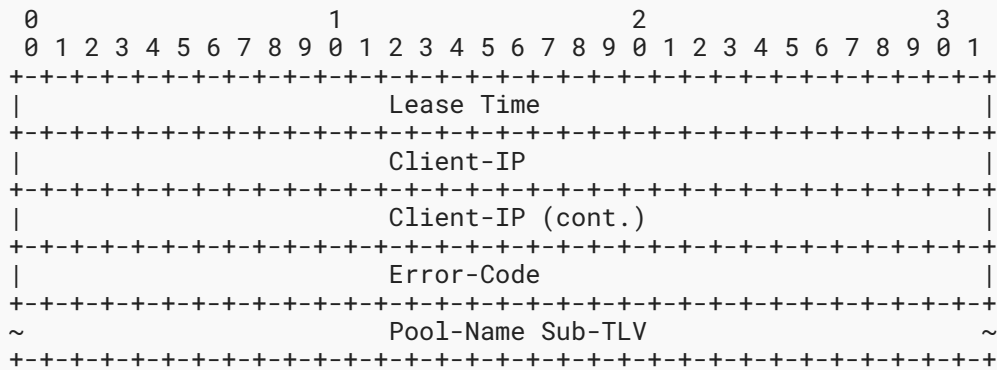 0                   1                   2                   3
0 1 2 3 4 5 6 7 8 9 0 1 2 3 4 5 6 7 8 9 0 1 2 3 4 5 6 7 8 9 0 1
+-+-+-+-+-+-+-+-+-+-+-+-+-+-+-+-+-+-+-+-+-+-+-+-+-+-+-+-+-+-+-+-+
|                        Lease Time                             |
+-+-+-+-+-+-+-+-+-+-+-+-+-+-+-+-+-+-+-+-+-+-+-+-+-+-+-+-+-+-+-+-+
|                        Client-IP                              |
+-+-+-+-+-+-+-+-+-+-+-+-+-+-+-+-+-+-+-+-+-+-+-+-+-+-+-+-+-+-+-+-+
|                        Client-IP (cont.)                      |
+-+-+-+-+-+-+-+-+-+-+-+-+-+-+-+-+-+-+-+-+-+-+-+-+-+-+-+-+-+-+-+-+
|                        Error-Code                             |
+-+-+-+-+-+-+-+-+-+-+-+-+-+-+-+-+-+-+-+-+-+-+-+-+-+-+-+-+-+-+-+-+
~                        Pool-Name Sub-TLV                      ~
+-+-+-+-+-+-+-+-+-+-+-+-+-+-+-+-+-+-+-+-+-+-+-+-+-+-+-+-+-+-+-+-+